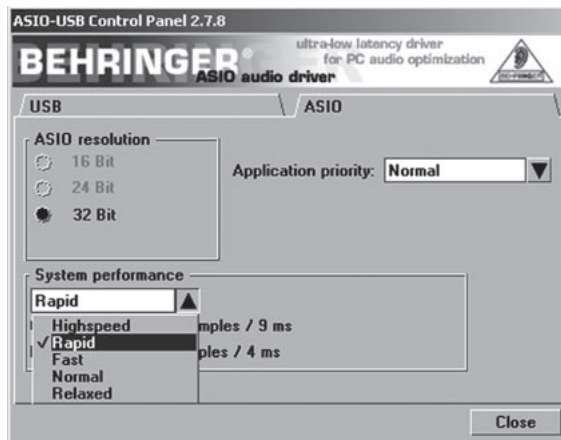 ASIO-USB Control Panel 2.7.8
BEHRINGER®
ultra-low latency driver
for PC audio optimization
ASIO audio driver
BEHRINGER
USB
ASIO
ASIO resolution
16 Bit
24 Bit
32 Bit
Application priority: Normal
System performance
Rapid
Highspeed
mples / 9 ms
Rapid
ples / 4 ms
Fast
Normal
Relaxed
Close